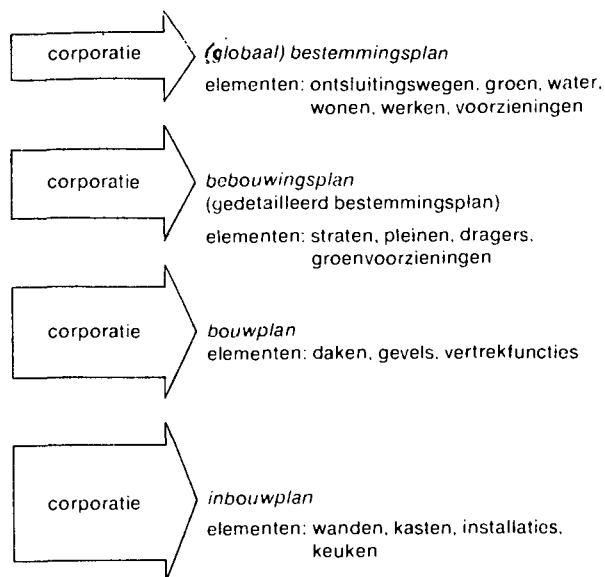 corporatie
(globaal) bestemmingsplan
elementen: ontsluitingswegen, groen, water,
wonen, werken, voorzieningen
corporatie
bebouwingsplan
(gedetailleerd bestemmingsplan)
elementen: straten, pleinen, dragers,
groenvoorzieningen
corporatie
bouwplan
elementen: daken, gevels, vertrekfuncties
corporatie
inbouwplan
elementen: wanden, kasten, installaties,
keuken